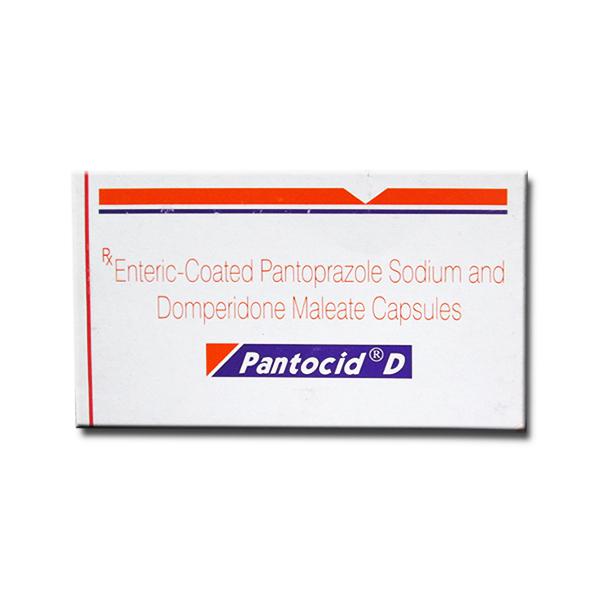 Rx Enteric-Coated Pantoprazole Sodium and
Domperidone Maleate Capsules
Pantocid® D